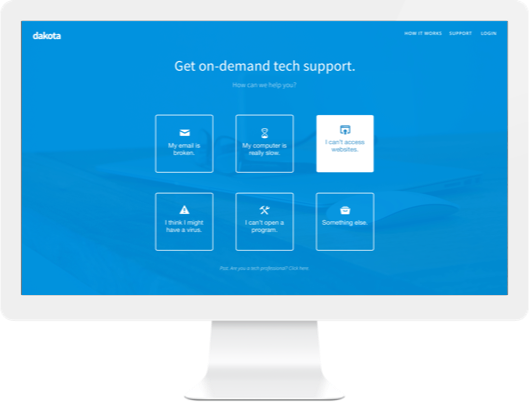 dakota
HOW IT WORKS SUPPORT LOGIN
Get on-demand tech support.
How can we help you?
My email is
broken.
My computer is
really slow.
I can't access
websites.
I think I might
have a virus.
I can't open a
program.
Something else.
Psst. Are you a tech professional? Click here.